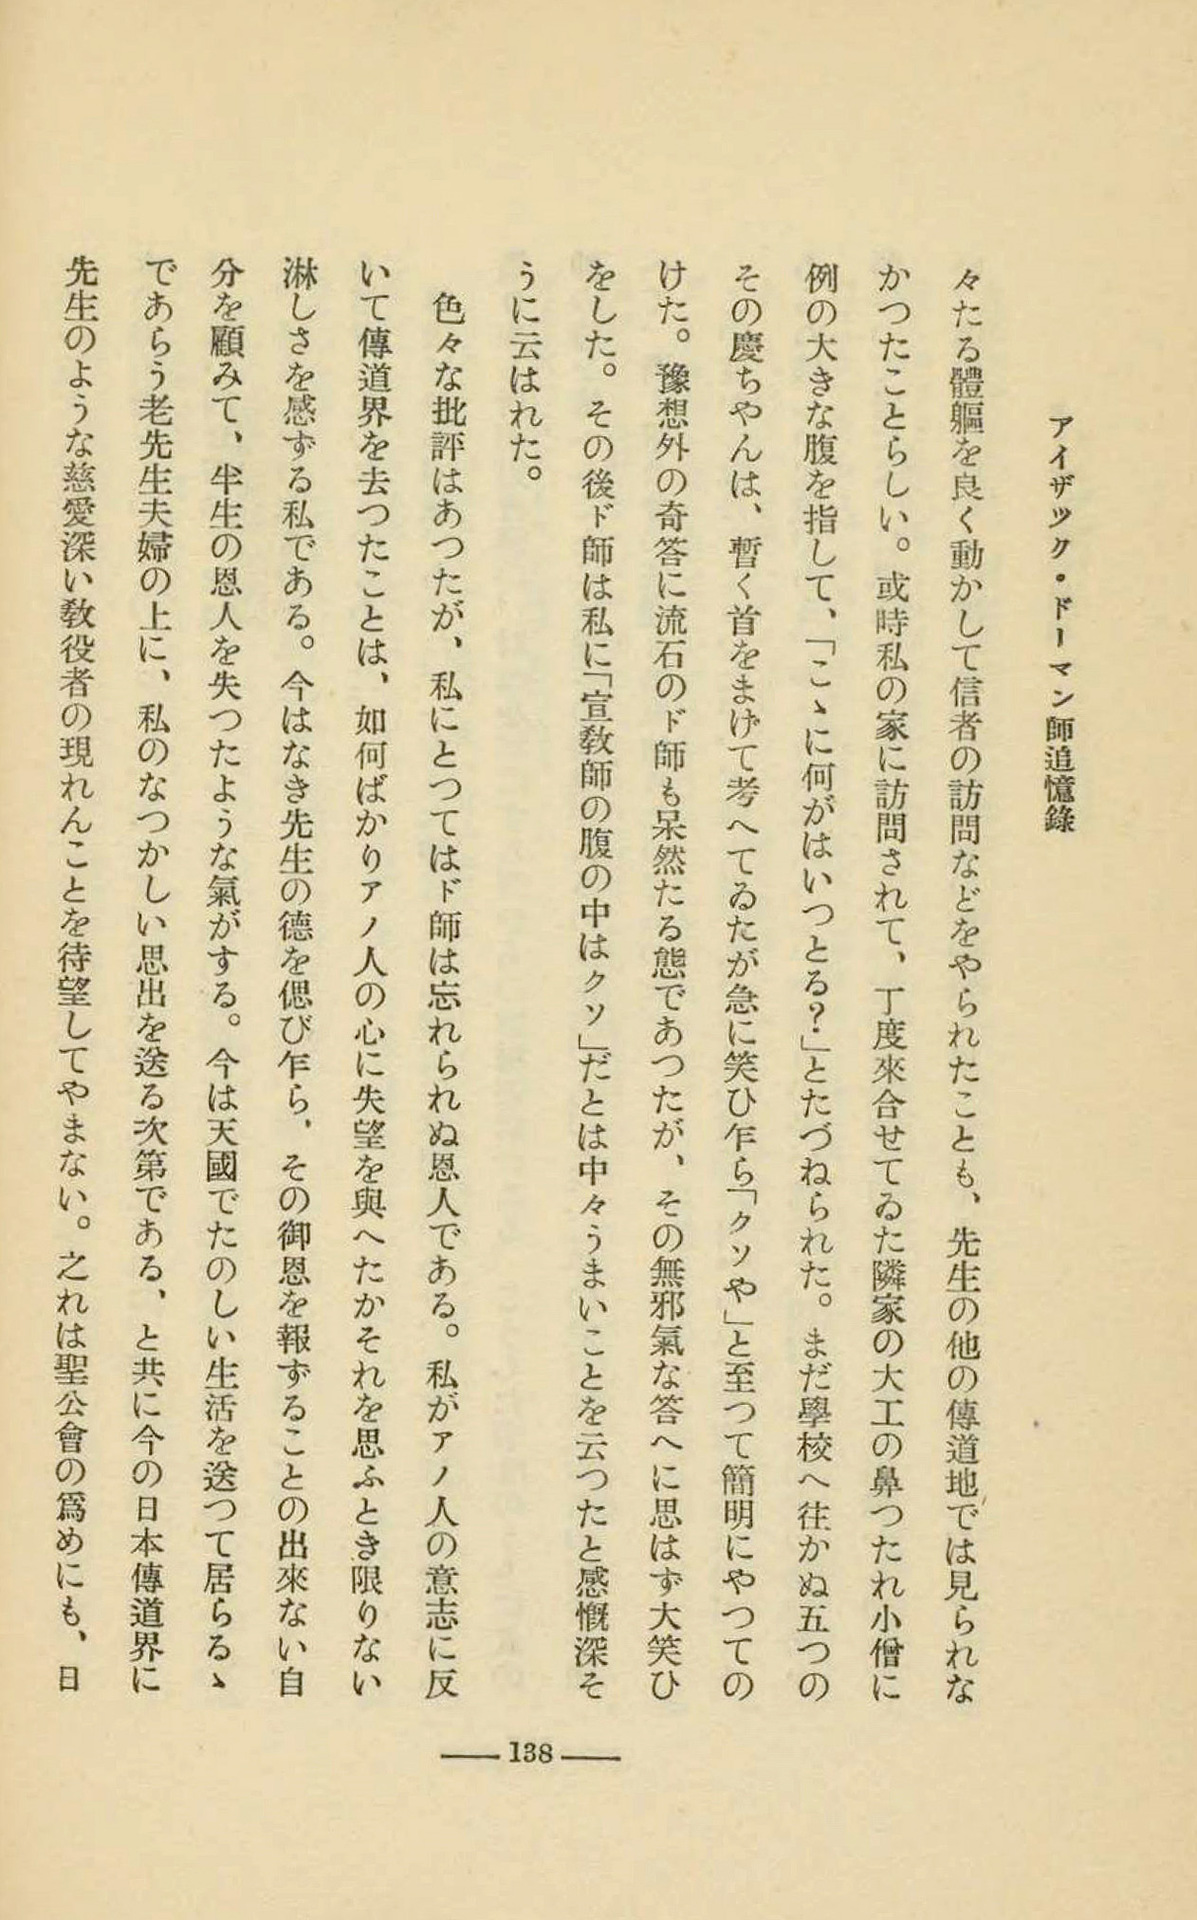 アイザック・ドーマン師追憶錄
々たる體軀を良く動かして信者の訪問などをやられたことも、先生の他の傳道地では見られな
かつたことらしい。或時私の家に訪問されて、丁度來合せてゐた隣家の大工の鼻つたれ小僧に
例の大きな腹を指して、「こゝに何がはいつとる?」とたづねられた。まだ學校へ往かぬ五つの
その慶ちやんは、暫く首をまげて考へてゐたが急に笑ひ乍ら「クソや」と至つて簡明にやつての
けた。豫想外の奇答に流石のド師も呆然たる態であつたが、その無邪氣な答へに思はず大笑ひ
をした。その後ド師は私に「宣敎師の腹の中はクソ」だとは中々うまいことを云つたと感慨深そ
うに云はれた。
色々な批評はあつたが、私にとつてはド師は忘れられぬ恩人である。私がアノ人の意志に反
いて傳道界を去つたことは、如何ばかりアノ人の心に失望を與へたかそれを思ふとき限りない
淋しさを感ずる私である。今はなき先生の德を偲び乍ら、その御恩を報ずることの出來ない自
分を顧みて、半生の恩人を失つたような氣がする。今は天國でたのしい生活を送つて居らるゝ
であらう老先生夫婦の上に、私のなつかしい思出を送る次第である、と共に今の日本傳道界に
先生のような慈愛深い敎役者の現れんことを待望してやまない。之れは聖公會の爲めにも、日
138